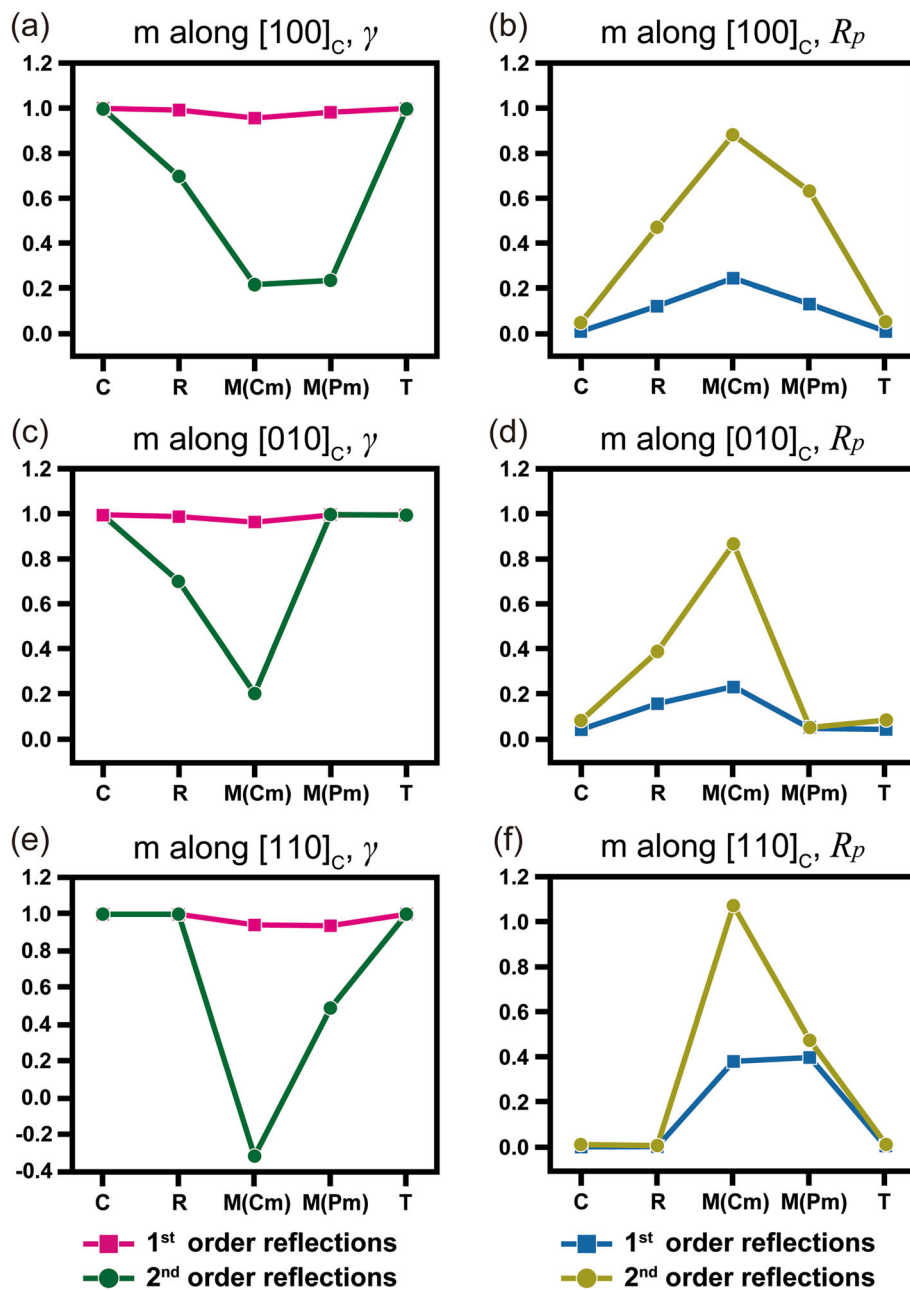 (a) m along [100]C, γ
1.2
1.0
0.8
0.6
0.4
0.2
0.0
C R M(Cm) M(Pm) T
(b) m along [100]C, Rp
1.2
1.0
0.8
0.6
0.4
0.2
0.0
C R M(Cm) M(Pm) T
(c) m along [010]C, γ
1.2
1.0
0.8
0.6
0.4
0.2
0.0
C R M(Cm) M(Pm) T
(d) m along [010]C, Rp
1.2
1.0
0.8
0.6
0.4
0.2
0.0
C R M(Cm) M(Pm) T
(e) m along [110]C, γ
1.2
1.0
0.8
0.6
0.4
0.2
0.0
-0.2
-0.4
C R M(Cm) M(Pm) T
(f) m along [110]C, Rp
1.2
1.0
0.8
0.6
0.4
0.2
0.0
C R M(Cm) M(Pm) T
1st order reflections
2nd order reflections
1st order reflections
2nd order reflections